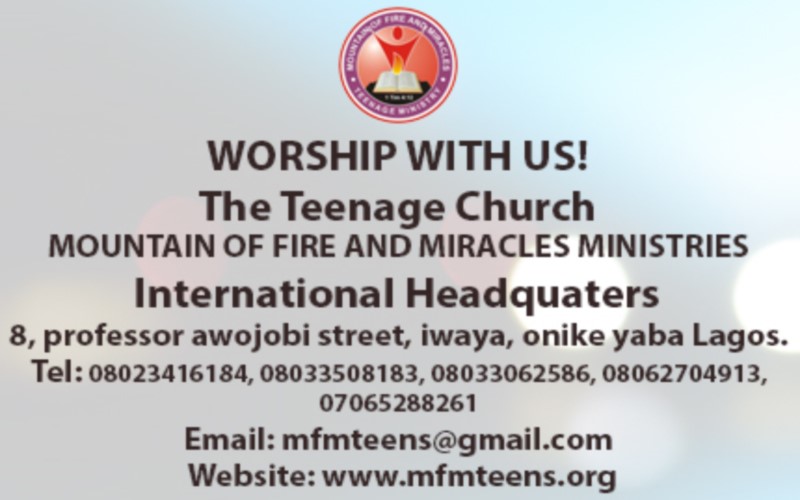 MOUNTAIN OF FIRE AND MIRACLES
TEENAGE MINISTRY
WORSHIP WITH US!
The Teenage Church
MOUNTAIN OF FIRE AND MIRACLES MINISTRIES
International Headquaters
8, professor awojobi street, iwaya, onike yaba Lagos.
Tel: 08023416184, 08033508183, 08033062586, 08062704913,
07065288261
Email: mfmteens@gmail.com
Website: www.mfmteens.org